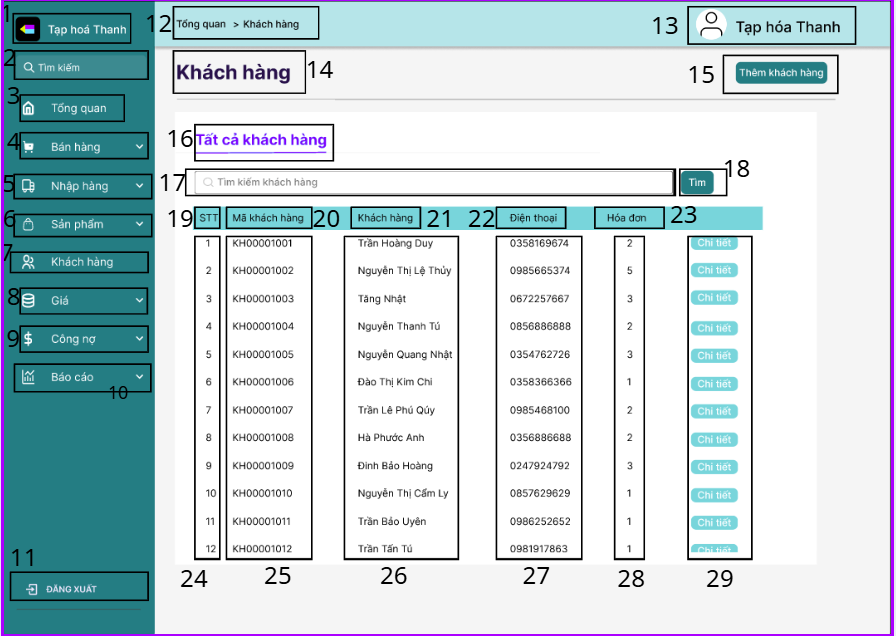 1 Tạp hoá Thanh
2 Tìm kiếm
3 Tổng quan
4 Bán hàng
5 Nhập hàng
6 Sản phẩm
7 Khách hàng
8 Giá
9 Công nợ
10 Báo cáo
11
ĐĂNG XUẤT
12 Tổng quan > Khách hàng
13 Tạp hóa Thanh
Khách hàng 14
15 Thêm khách hàng
16 Tất cả khách hàng
17 Tìm kiếm khách hàng
Tìm 18
19 STT Mã khách hàng 20 Khách hàng 21 22 Điện thoại Hóa đơn 23
1 KH00001001 Trần Hoàng Duy 0358169674 2 Chi tiết
2 KH00001002 Nguyễn Thị Lệ Thủy 0985665374 5 Chi tiết
3 KH00001003 Tăng Nhật 0672257667 3 Chi tiết
4 KH00001004 Nguyễn Thanh Tú 0856886888 2 Chi tiết
5 KH00001005 Nguyễn Quang Nhật 0354762726 3 Chi tiết
6 KH00001006 Đào Thị Kim Chi 0358366366 1 Chi tiết
7 KH00001007 Trần Lê Phú Qúy 0985468100 2 Chi tiết
8 KH00001008 Hà Phước Anh 0356886688 2 Chi tiết
9 KH00001009 Đinh Bảo Hoàng 0247924792 3 Chi tiết
10 KH00001010 Nguyễn Thị Cẩm Ly 0857629629 1 Chi tiết
11 KH00001011 Trần Bảo Uyên 0986252652 1 Chi tiết
12 KH00001012 Trần Tấn Tú 0981917863 1 Chi tiết
24 25 26 27 28 29